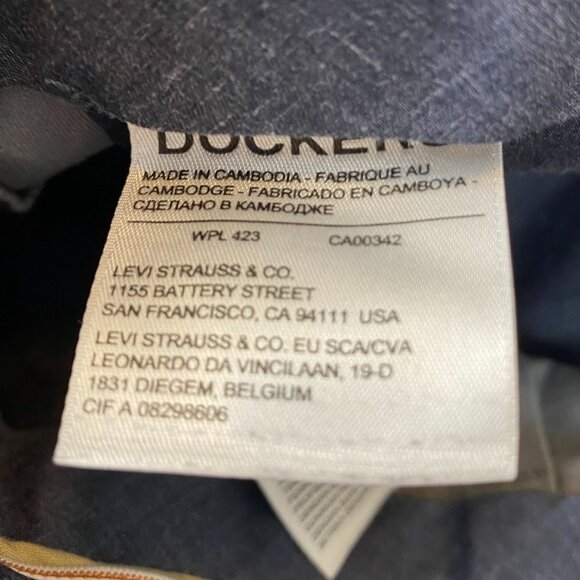 DOCKERS
MADE IN CAMBODIA - FABRIQUE AU
CAMBODGE - FABRICADO EN CAMBOYA -
СДЕЛАНО В КАМБОДЖЕ
WPL 423 CA00342
LEVI STRAUSS & CO.
1155 BATTERY STREET
SAN FRANCISCO, CA 94111 USA
LEVI STRAUSS & CO. EU SCA/CVA
LEONARDO DA VINCILAAN, 19-D
1831 DIEGEM, BELGIUM
CIF A 08298606